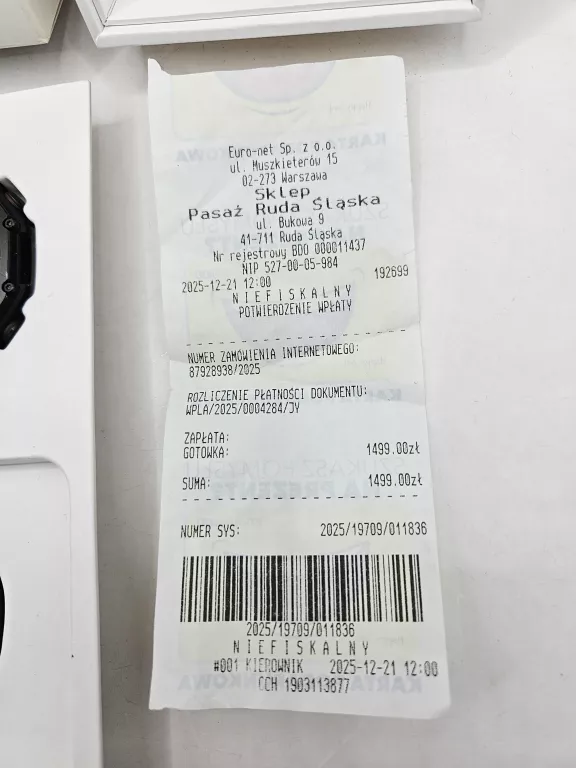 Euro-net Sp. z o.o.
ul. Muszkieterów 15
02-273 Warszawa
Sklep
Pasaż Ruda Śląska
ul. Bukowa 9
41-711 Ruda Śląska
Nr rejestrowy BDO 000011437
NIP 527-00-05-984
2025-12-21 12:00 192699
NIEFISKALNY
POTWIERDZENIE WPŁATY
NUMER ZAMÓWIENIA INTERNETOWEGO:
87928938/2025
ROZLICZENIE PŁATNOŚCI DOKUMENTU:
WPLA/2025/0004284/JY
ZAPŁATA:
GOTÓWKA: 1499.00zł
SUMA: 1499.00zł
NUMER SYS: 2025/19709/011836
2025/19709/011836
NIEFISKALNY
#001 KIEROWNIK 2025-12-21 12:00
CCH 1903113877